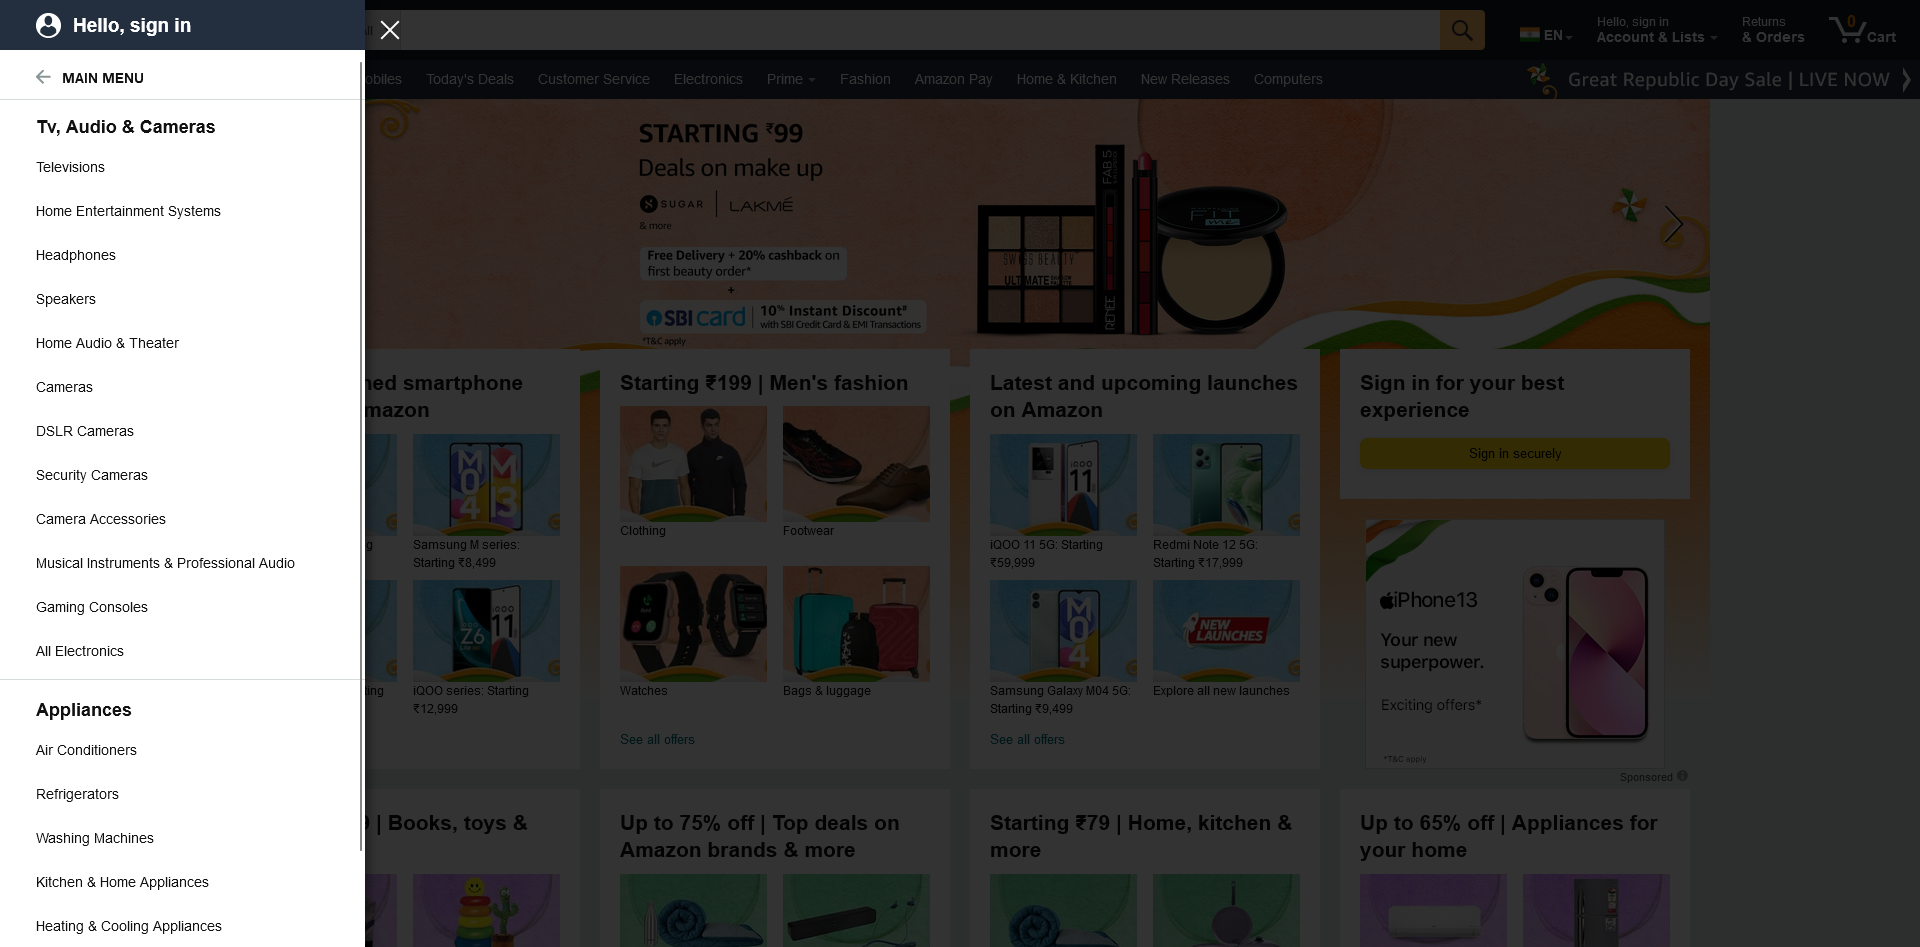 Hello, sign in
MAIN MENU
Tv, Audio & Cameras
Televisions
Home Entertainment Systems
Headphones
Speakers
Home Audio & Theater
Cameras
DSLR Cameras
Security Cameras
Camera Accessories
Musical Instruments & Professional Audio
Gaming Consoles
All Electronics
Appliances
Air Conditioners
Refrigerators
Washing Machines
Kitchen & Home Appliances
Heating & Cooling Appliances
EN
Hello, sign in
Account & Lists
Returns
& Orders
0
Cart
Today's Deals
Customer Service
Electronics
Prime
Fashion
Amazon Pay
Home & Kitchen
New Releases
Computers
Great Republic Day Sale | LIVE NOW
STARTING ₹99
Deals on make up
SUGAR | LAKMÉ
& more
Free Delivery + 20% cashback on
first beauty order*
+
SBI card | 10% Instant Discount#
with SBI Credit Card & EMI Transactions
*T&C apply
FAB 5
SWISS BEAUTY
ULTIMATE
RENEE
FIT
me
smartphone
Samsung M series:
Starting ₹8,499
iQOO series: Starting
₹12,999
M04
M13
iQOO
Z6
11
Starting ₹199 | Men's fashion
Clothing
Footwear
Watches
Bags & luggage
See all offers
Latest and upcoming launches
on Amazon
iQOO
11
iQOO 11 5G: Starting
₹59,999
Redmi Note 12 5G:
Starting ₹17,999
M04
NEW
LAUNCHES
Samsung Galaxy M04 5G:
Starting ₹9,499
Explore all new launches
See all offers
Sign in for your best
experience
Sign in securely
iPhone13
Your new
superpower.
Exciting offers*
*T&C apply
Sponsored
| Books, toys &
Up to 75% off | Top deals on
Amazon brands & more
Starting ₹79 | Home, kitchen &
more
Up to 65% off | Appliances for
your home